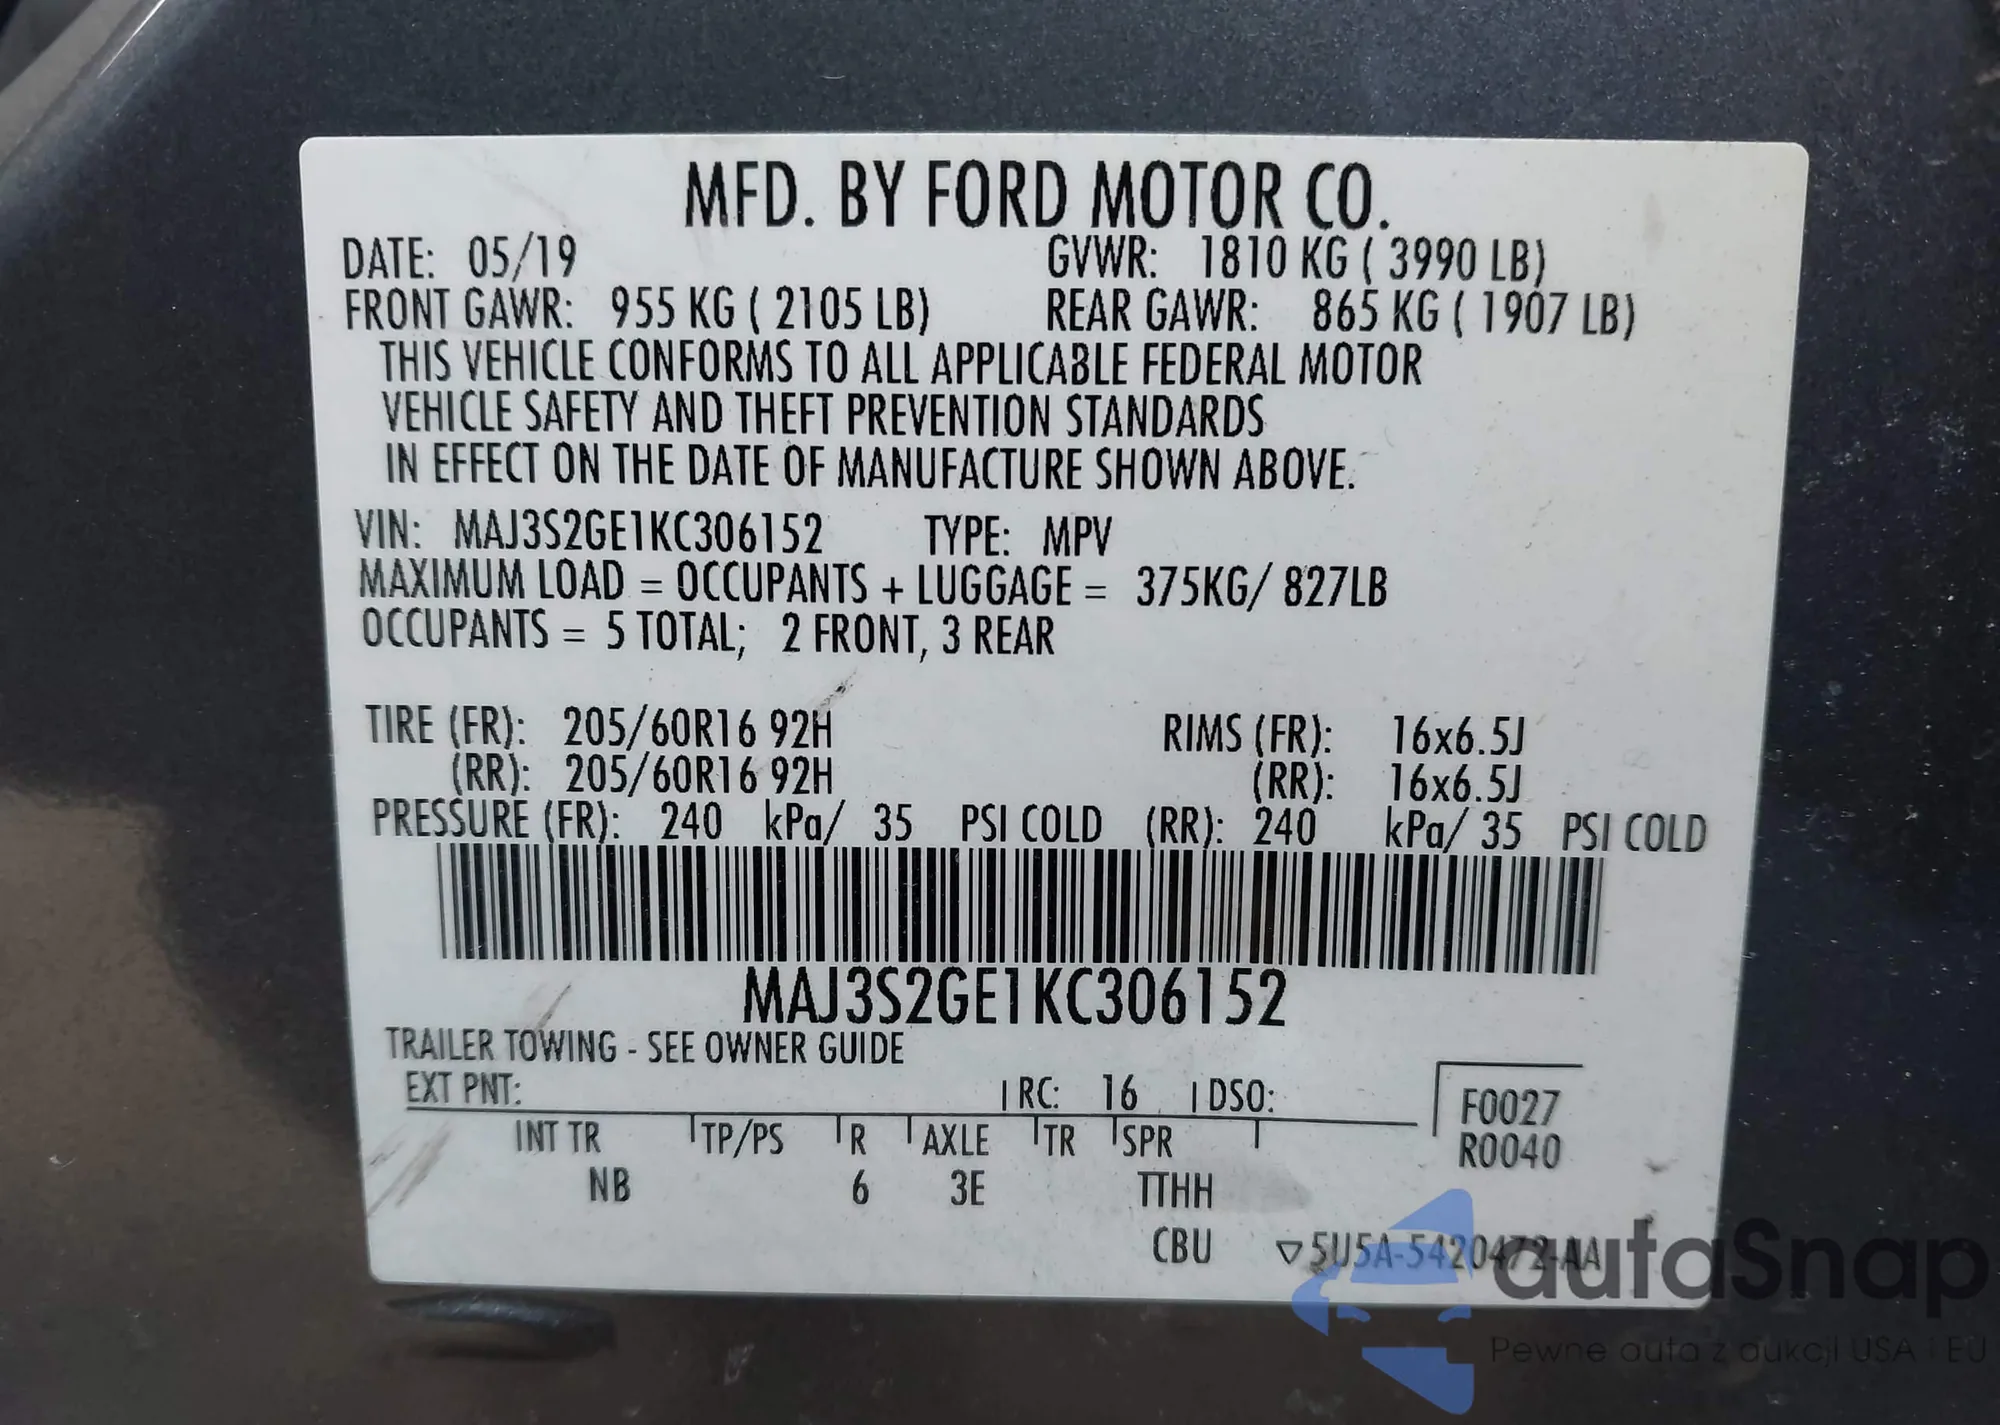 MFD. BY FORD MOTOR CO.
DATE: 05/19 GVWR: 1810 KG ( 3990 LB)
FRONT GAWR: 955 KG ( 2105 LB) REAR GAWR: 865 KG ( 1907 LB)
THIS VEHICLE CONFORMS TO ALL APPLICABLE FEDERAL MOTOR
VEHICLE SAFETY AND THEFT PREVENTION STANDARDS
IN EFFECT ON THE DATE OF MANUFACTURE SHOWN ABOVE.
VIN: MAJ3S2GE1KC306152 TYPE: MPV
MAXIMUM LOAD = OCCUPANTS + LUGGAGE = 375KG/ 827LB
OCCUPANTS = 5 TOTAL; 2 FRONT, 3 REAR
TIRE (FR): 205/60R16 92H RIMS (FR): 16x6.5J
(RR): 205/60R16 92H (RR): 16x6.5J
PRESSURE (FR): 240 kPa/ 35 PSI COLD (RR): 240 kPa/ 35 PSI COLD
MAJ3S2GE1KC306152
TRAILER TOWING - SEE OWNER GUIDE
EXT PNT: RC: 16 DSO: F0027
INT TR TP/PS R AXLE TR SPR R0040
NB 6 3E TTHH
CBU ▽5U5A-5420472-AA
autaSnap
Pewne auta z aukcji USA i EU